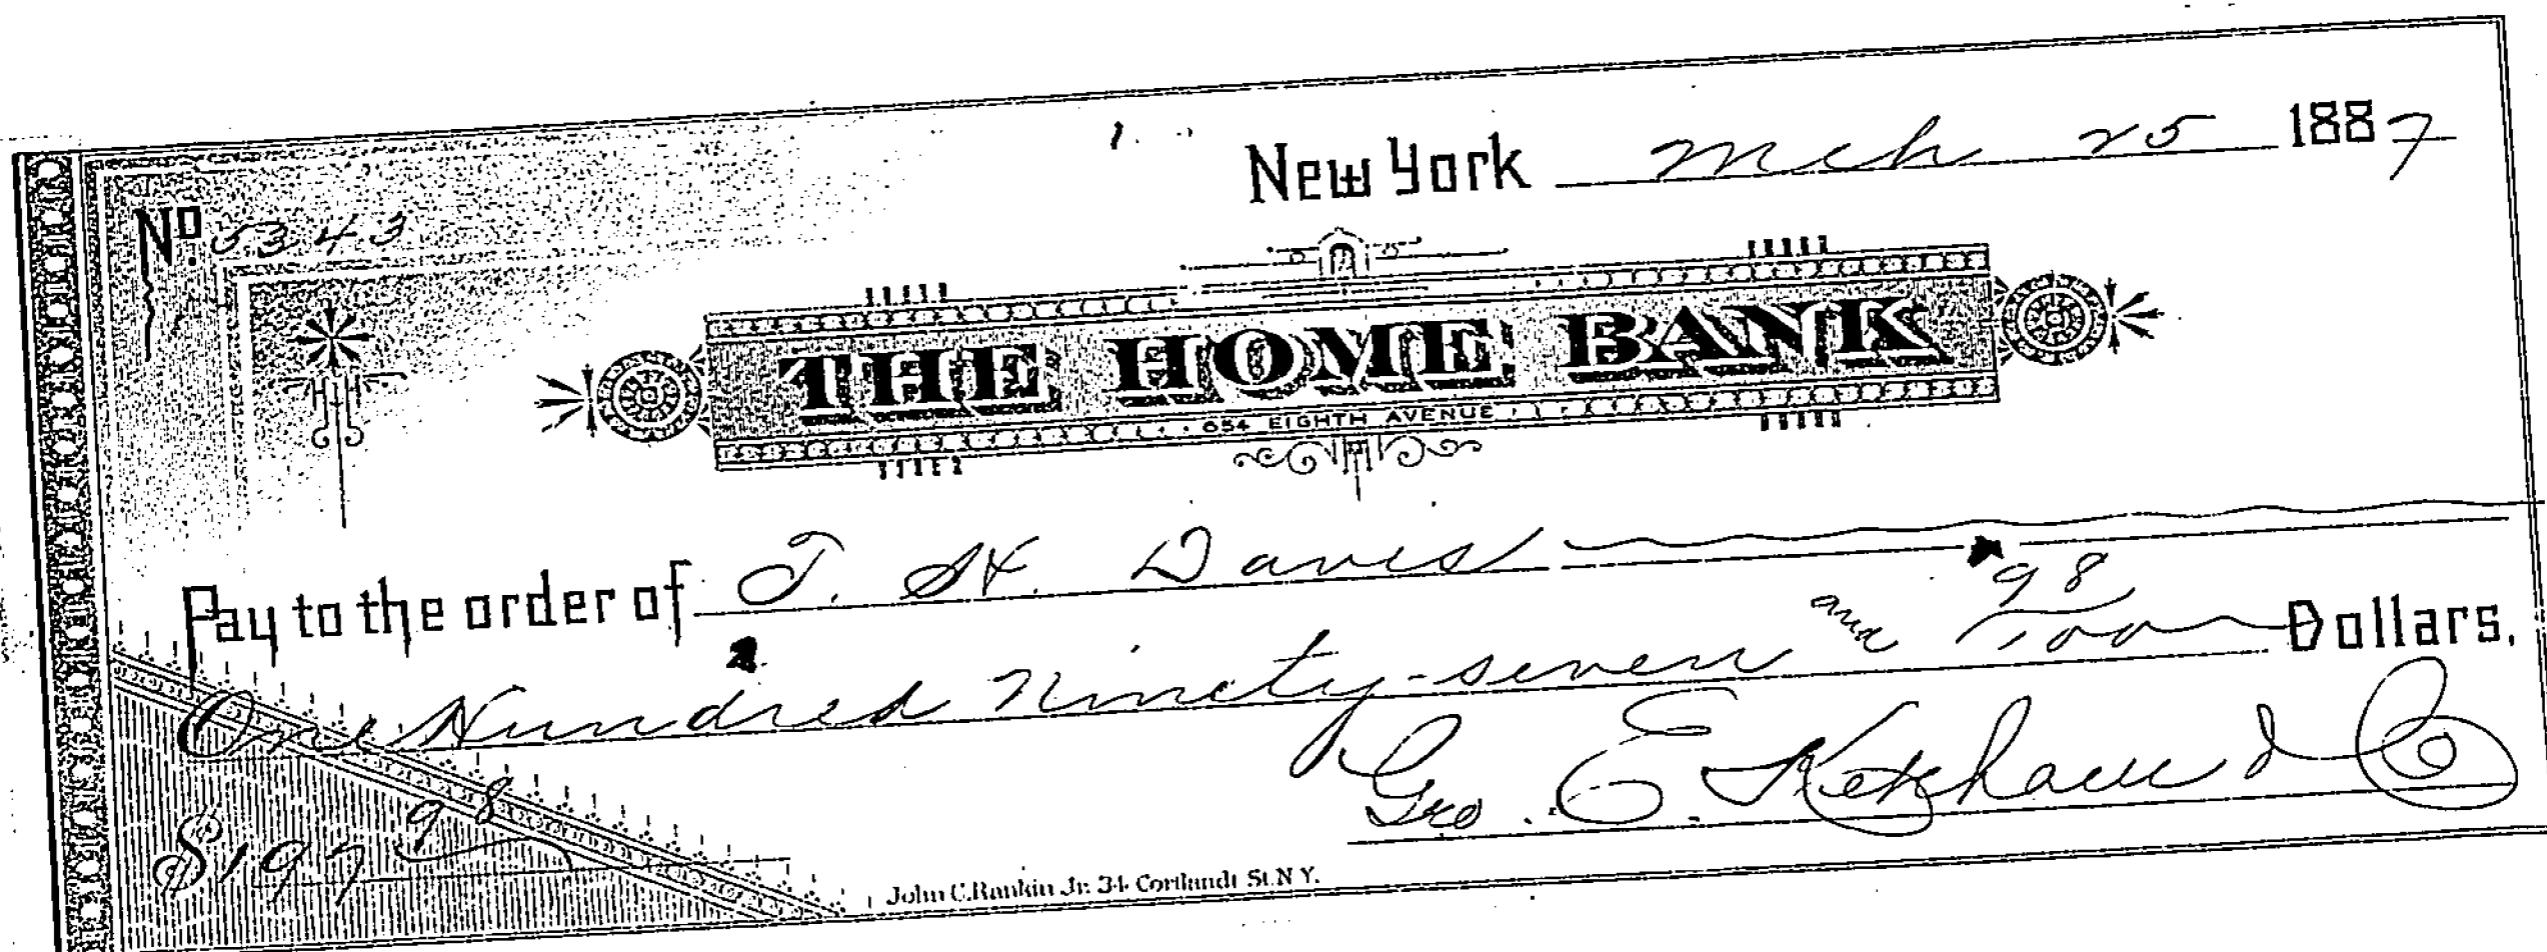 New York Mch 25 1887
No. 5343
THE HOME BANK
654 EIGHTH AVENUE
Pay to the order of T. H. Davis
One Hundred Ninety-seven and 98/100 Dollars.
Geo. E. Ketcham & Co
$197 98
John C. Rankin Jr. 34 Cortlandt St. N.Y.